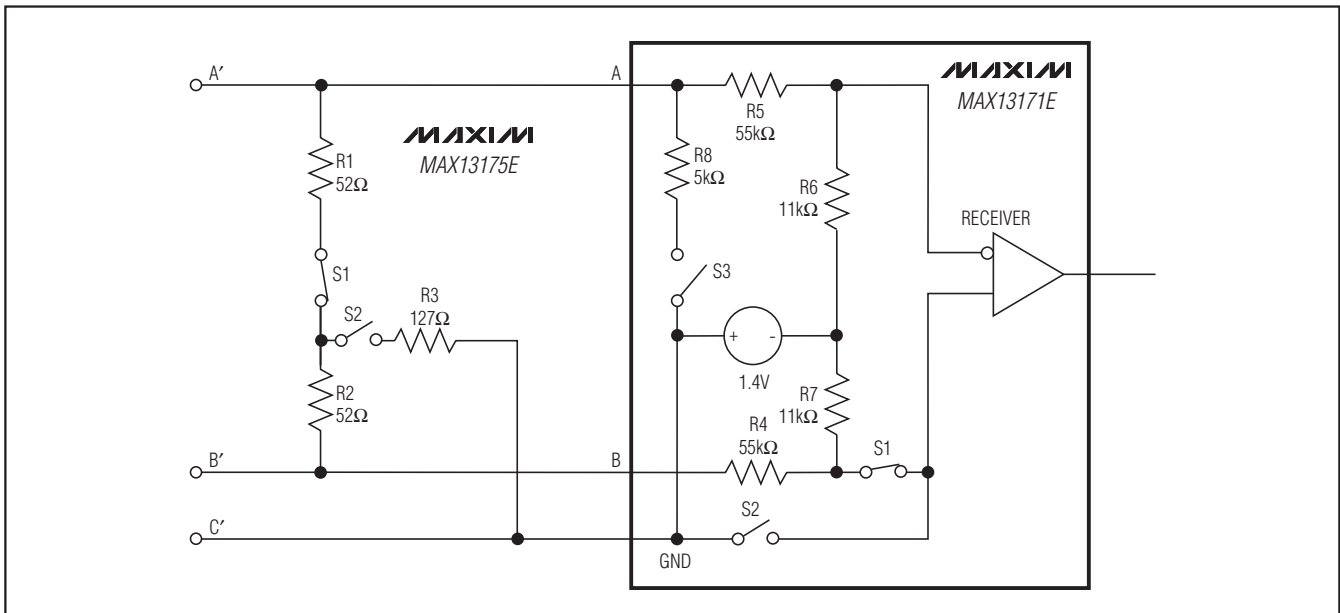 A′
A
MAXIM
MAX13171E
R5
55kΩ
MAXIM
MAX13175E
R1
52Ω
R8
5kΩ
R6
11kΩ
RECEIVER
S1
S3
S2
R3
127Ω
+ -
1.4V
R2
52Ω
R7
11kΩ
R4
55kΩ
S1
B′
B
S2
C′
GND